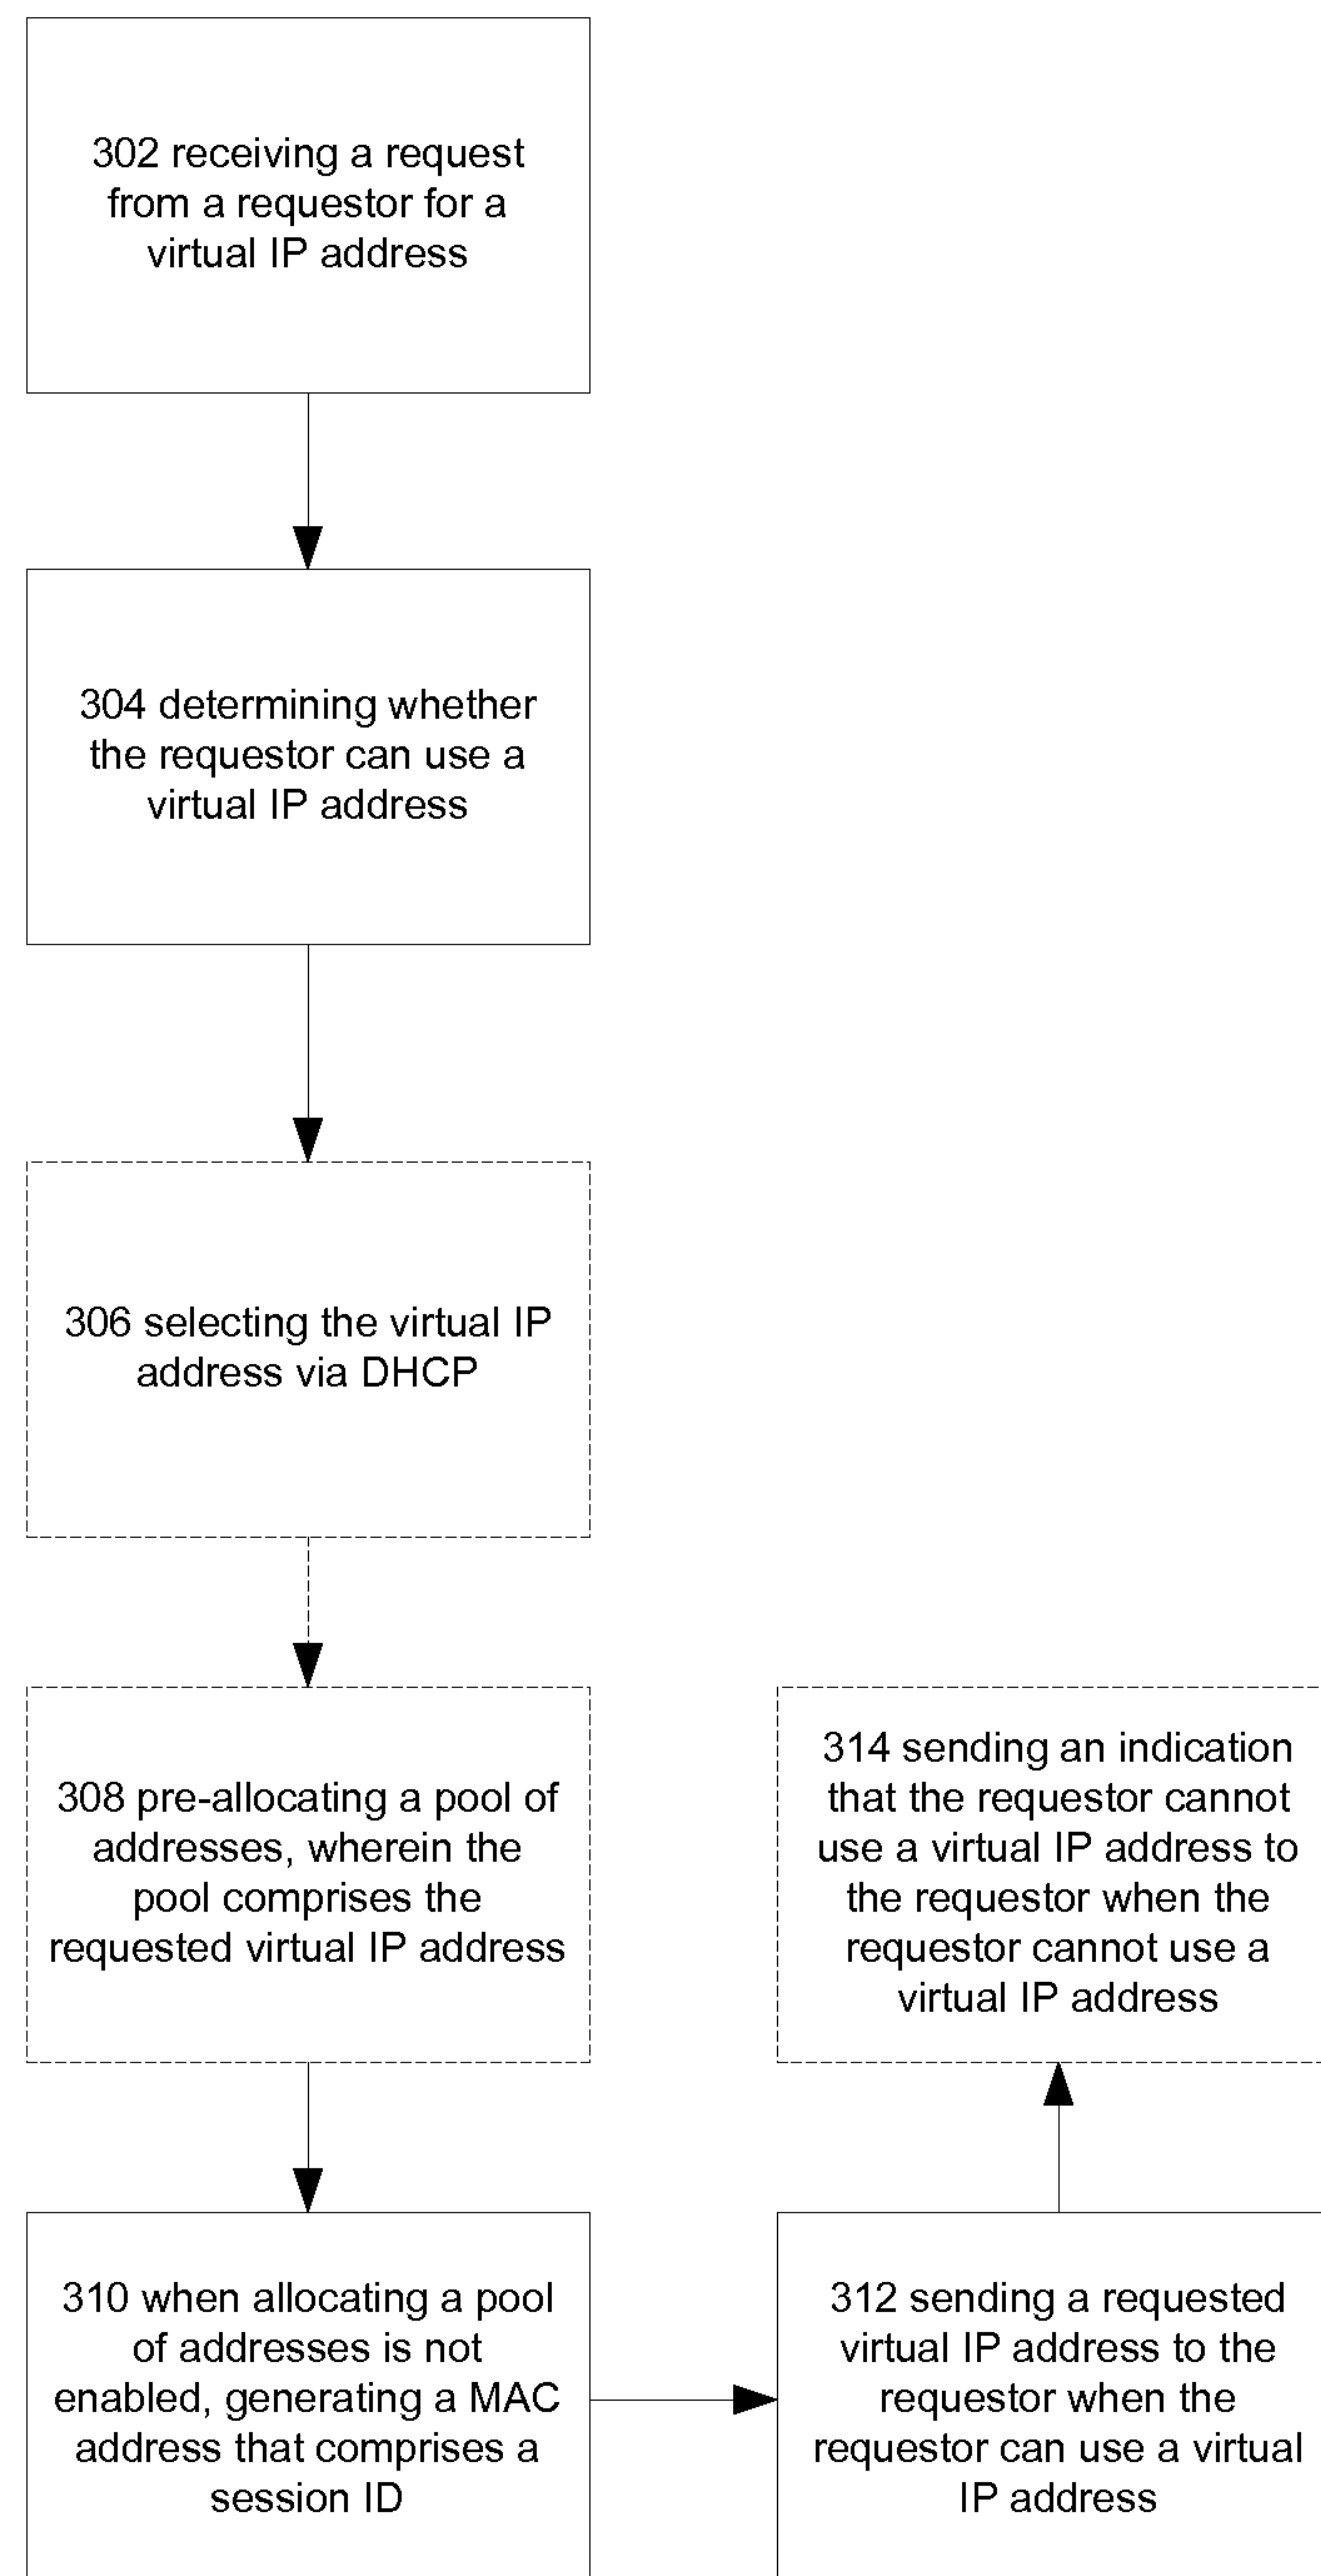 302 receiving a request
from a requestor for a
virtual IP address
304 determining whether
the requestor can use a
virtual IP address
306 selecting the virtual IP
address via DHCP
308 pre-allocating a pool of
addresses, wherein the
pool comprises the
requested virtual IP address
310 when allocating a pool
of addresses is not
enabled, generating a MAC
address that comprises a
session ID
312 sending a requested
virtual IP address to the
requestor when the
requestor can use a virtual
IP address
314 sending an indication
that the requestor cannot
use a virtual IP address to
the requestor when the
requestor cannot use a
virtual IP address